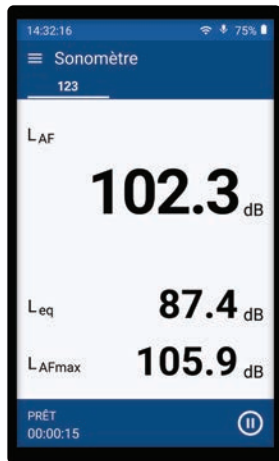 14:32:16 75%
Sonomètre
123
LAF
102.3 dB
Leq 87.4 dB
LAFmax 105.9 dB
PRÊT
00:00:15